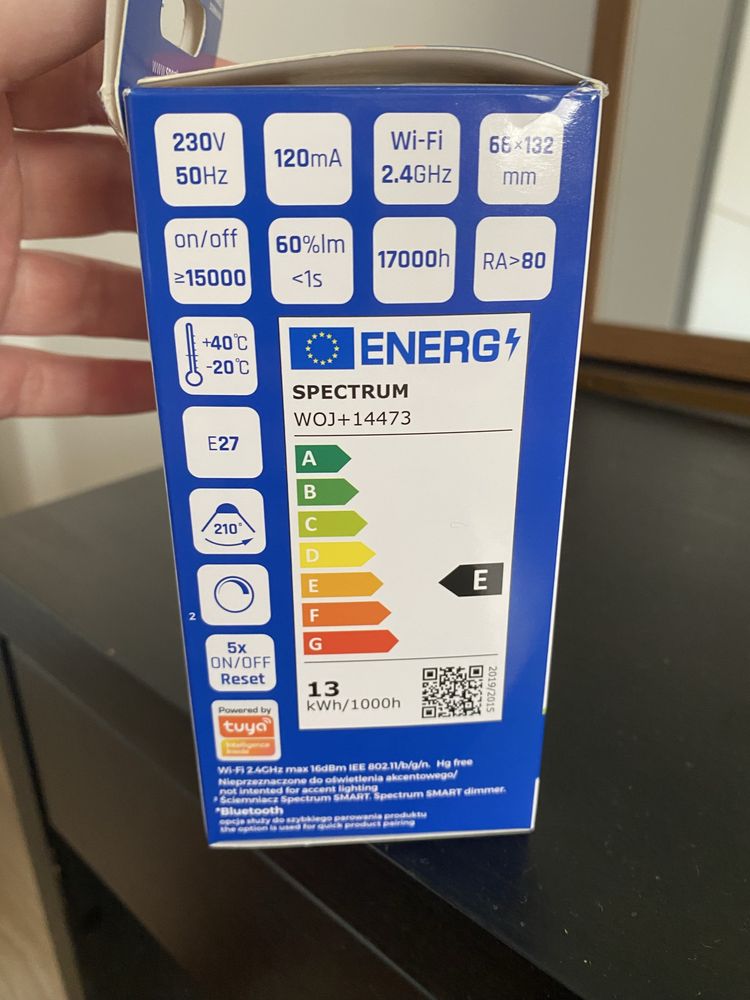 230V
50Hz
120mA
Wi-Fi
2.4GHz
66×132
mm
on/off
≥15000
60%lm
<1s
17000h
RA>80
+40°C
-20°C
ENERG
SPECTRUM
WOJ+14473
E27
A
B
C
210°
D
E
E
F
2
G
5x
ON/OFF
Reset
13
kWh/1000h
2019/2015
Powered by
tuya
Intelligence
Inside
Wi-Fi 2.4GHz max 16dBm IEE 802.11/b/g/n. Hg free
Nieprzeznaczone do oświetlenia akcentowego/
not intented for accent lighting
² Ściemniacz Spectrum SMART. Spectrum SMART dimmer.
*Bluetooth
opcja służy do szybkiego parowania produktu
the option is used for quick product pairing